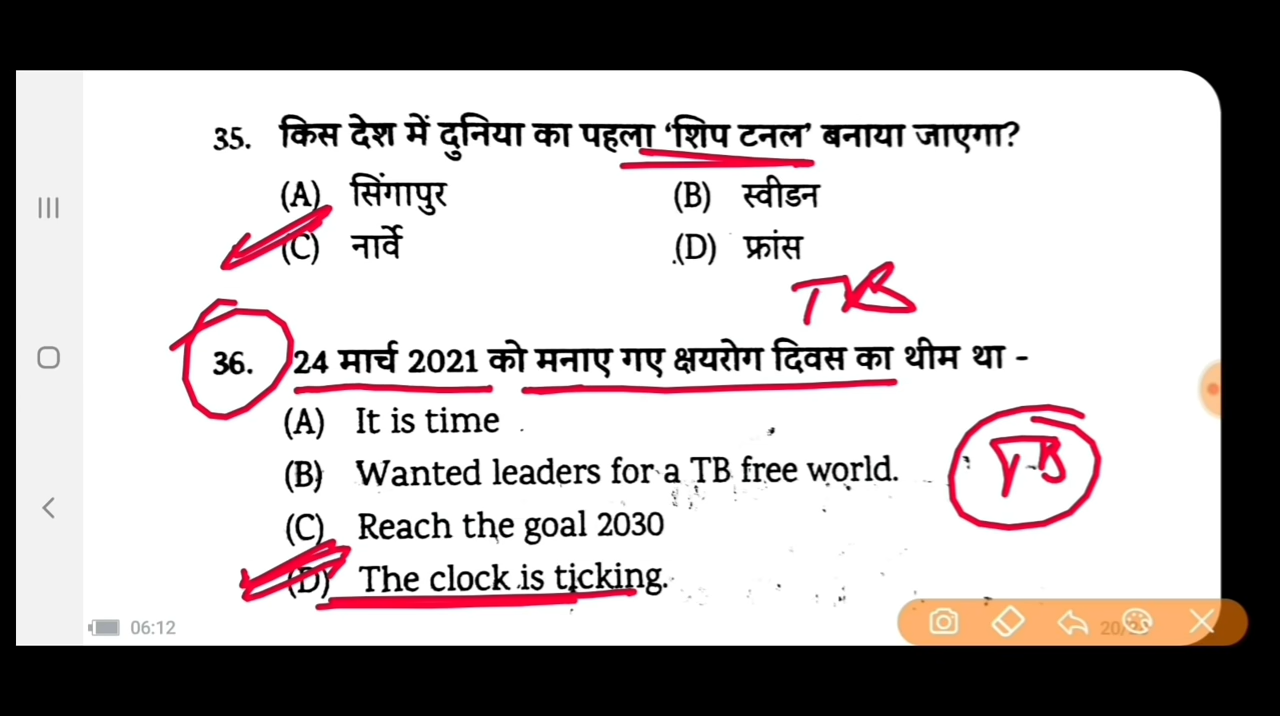 35. किस देश में दुनिया का पहला ‘शिप टनल’ बनाया जाएगा?
(A) सिंगापुर (B) स्वीडन
(C) नार्वे (D) फ्रांस
TB
36. 24 मार्च 2021 को मनाए गए क्षयरोग दिवस का थीम था -
(A) It is time
(B) Wanted leaders for a TB free world.
TB
(C) Reach the goal 2030
(D) The clock is ticking.
06:12